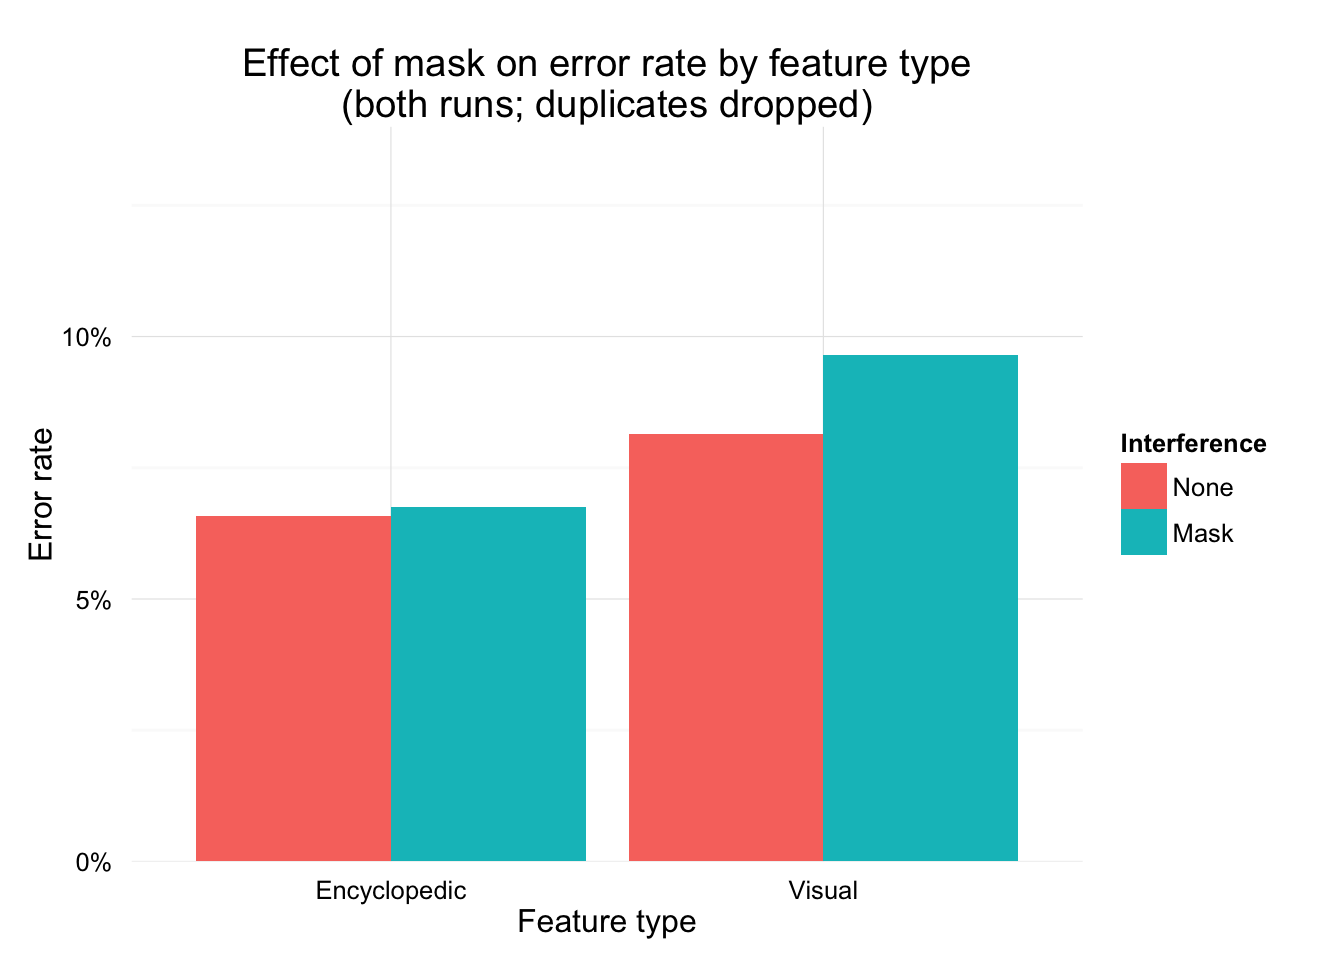 Effect of mask on error rate by feature type
(both runs; duplicates dropped)
10%
5%
0%
Error rate
Encyclopedic
Visual
Feature type
Interference
None
Mask